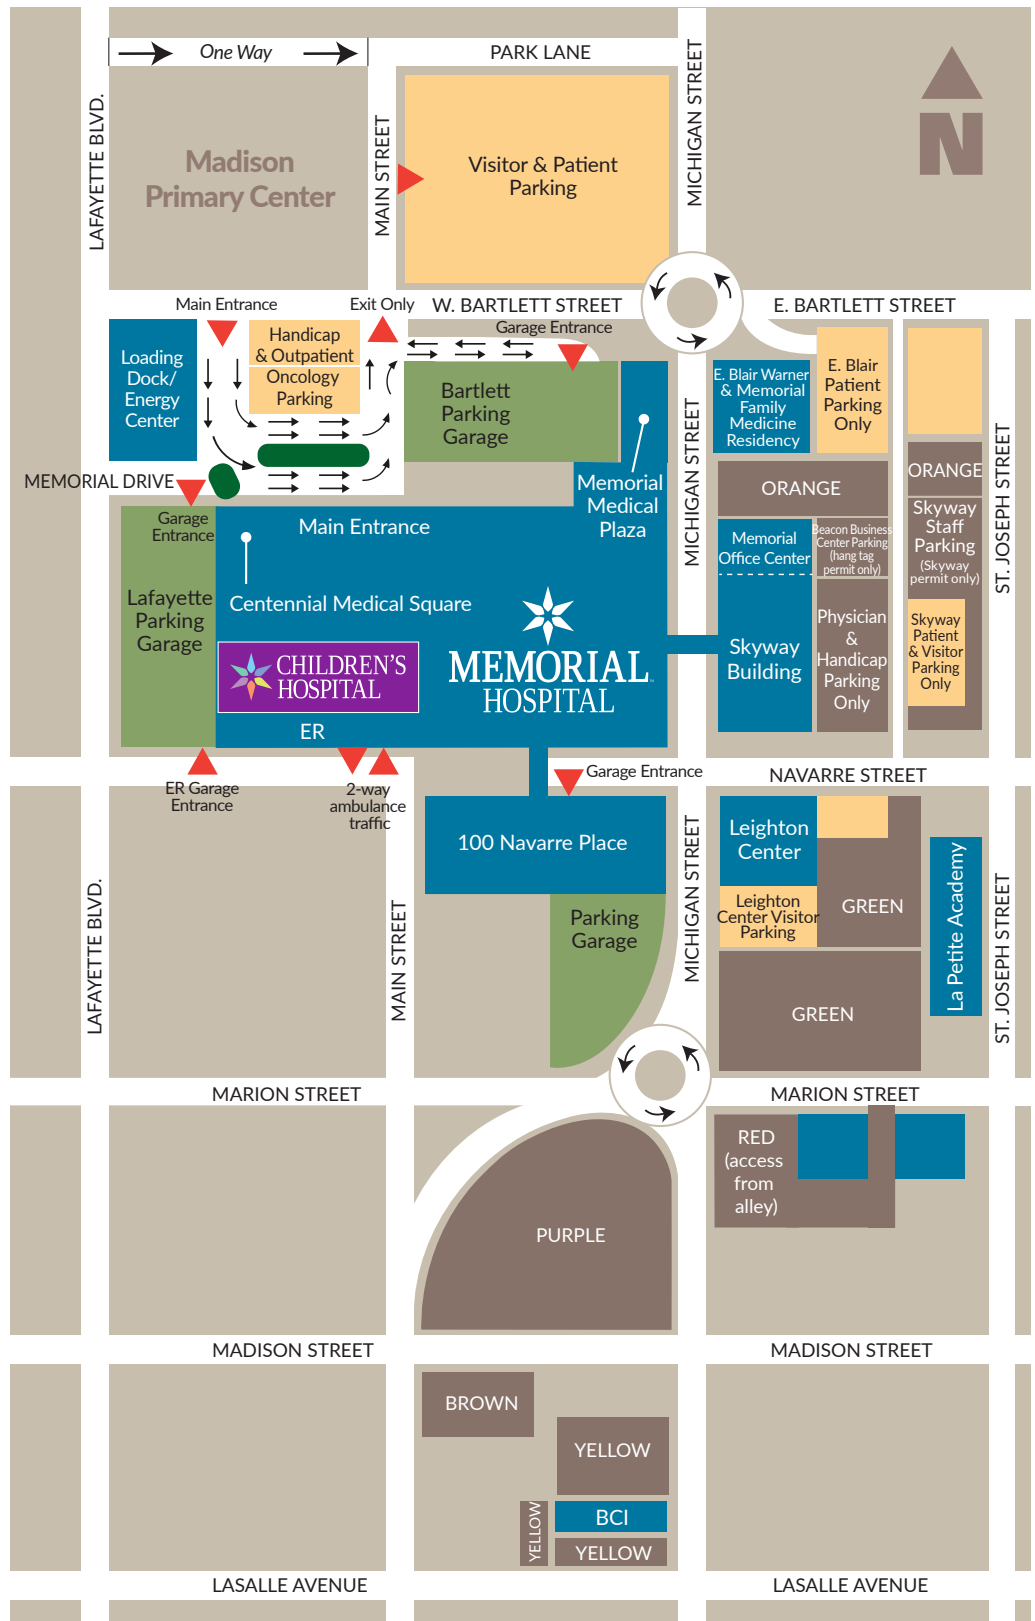 One Way
PARK LANE
LAFAYETTE BLVD.
Madison
Primary Center
MAIN STREET
Visitor & Patient
Parking
MICHIGAN STREET
N
Main Entrance
Exit Only
W. BARTLETT STREET
E. BARTLETT STREET
Garage Entrance
Loading
Dock/
Energy
Center
Handicap
& Outpatient
Oncology
Parking
Bartlett
Parking
Garage
E. Blair Warner
& Memorial
Family
Medicine
Residency
E. Blair
Patient
Parking
Only
MICHIGAN STREET
ST. JOSEPH STREET
MEMORIAL DRIVE
Garage
Entrance
Main Entrance
Memorial
Medical
Plaza
ORANGE
ORANGE
Memorial
Office Center
Beacon Business
Center Parking
(hang tag
permit only)
Skyway
Staff
Parking
(Skyway
permit only)
Lafayette
Parking
Garage
Centennial Medical Square
CHILDREN'S
HOSPITAL
MEMORIAL
HOSPITAL
Skyway
Building
Physician
&
Handicap
Parking
Only
Skyway
Patient
& Visitor
Parking
Only
ER
ER Garage
Entrance
2-way
ambulance
traffic
Garage Entrance
NAVARRE STREET
100 Navarre Place
Leighton
Center
Leighton
Center Visitor
Parking
GREEN
La Petite Academy
LAFAYETTE BLVD.
MAIN STREET
Parking
Garage
MICHIGAN STREET
GREEN
ST. JOSEPH STREET
MARION STREET
MARION STREET
RED
(access
from
alley)
PURPLE
MADISON STREET
MADISON STREET
BROWN
YELLOW
YELLOW
BCI
YELLOW
LASALLE AVENUE
LASALLE AVENUE